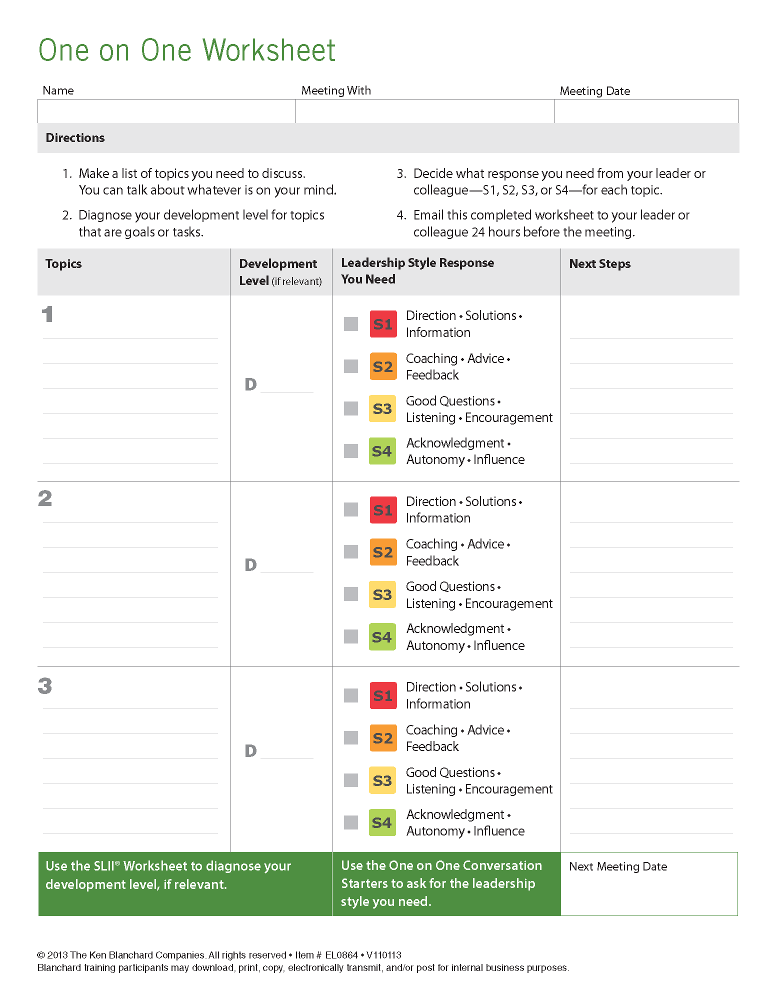 One on One Worksheet
Name
Meeting With
Meeting Date
Directions
1. Make a list of topics you need to discuss.
You can talk about whatever is on your mind.
2. Diagnose your development level for topics
that are goals or tasks.
3. Decide what response you need from your leader or
colleague—S1, S2, S3, or S4—for each topic.
4. Email this completed worksheet to your leader or
colleague 24 hours before the meeting.
Topics
Development
Level (if relevant)
Leadership Style Response
You Need
Next Steps
1
D
S1 Direction • Solutions •
Information
S2 Coaching • Advice •
Feedback
S3 Good Questions •
Listening • Encouragement
S4 Acknowledgment •
Autonomy • Influence
2
D
S1 Direction • Solutions •
Information
S2 Coaching • Advice •
Feedback
S3 Good Questions •
Listening • Encouragement
S4 Acknowledgment •
Autonomy • Influence
3
D
S1 Direction • Solutions •
Information
S2 Coaching • Advice •
Feedback
S3 Good Questions •
Listening • Encouragement
S4 Acknowledgment •
Autonomy • Influence
Use the SLII® Worksheet to diagnose your
development level, if relevant.
Use the One on One Conversation
Starters to ask for the leadership
style you need.
Next Meeting Date
© 2013 The Ken Blanchard Companies. All rights reserved • Item # EL0864 • V110113
Blanchard training participants may download, print, copy, electronically transmit, and/or post for internal business purposes.